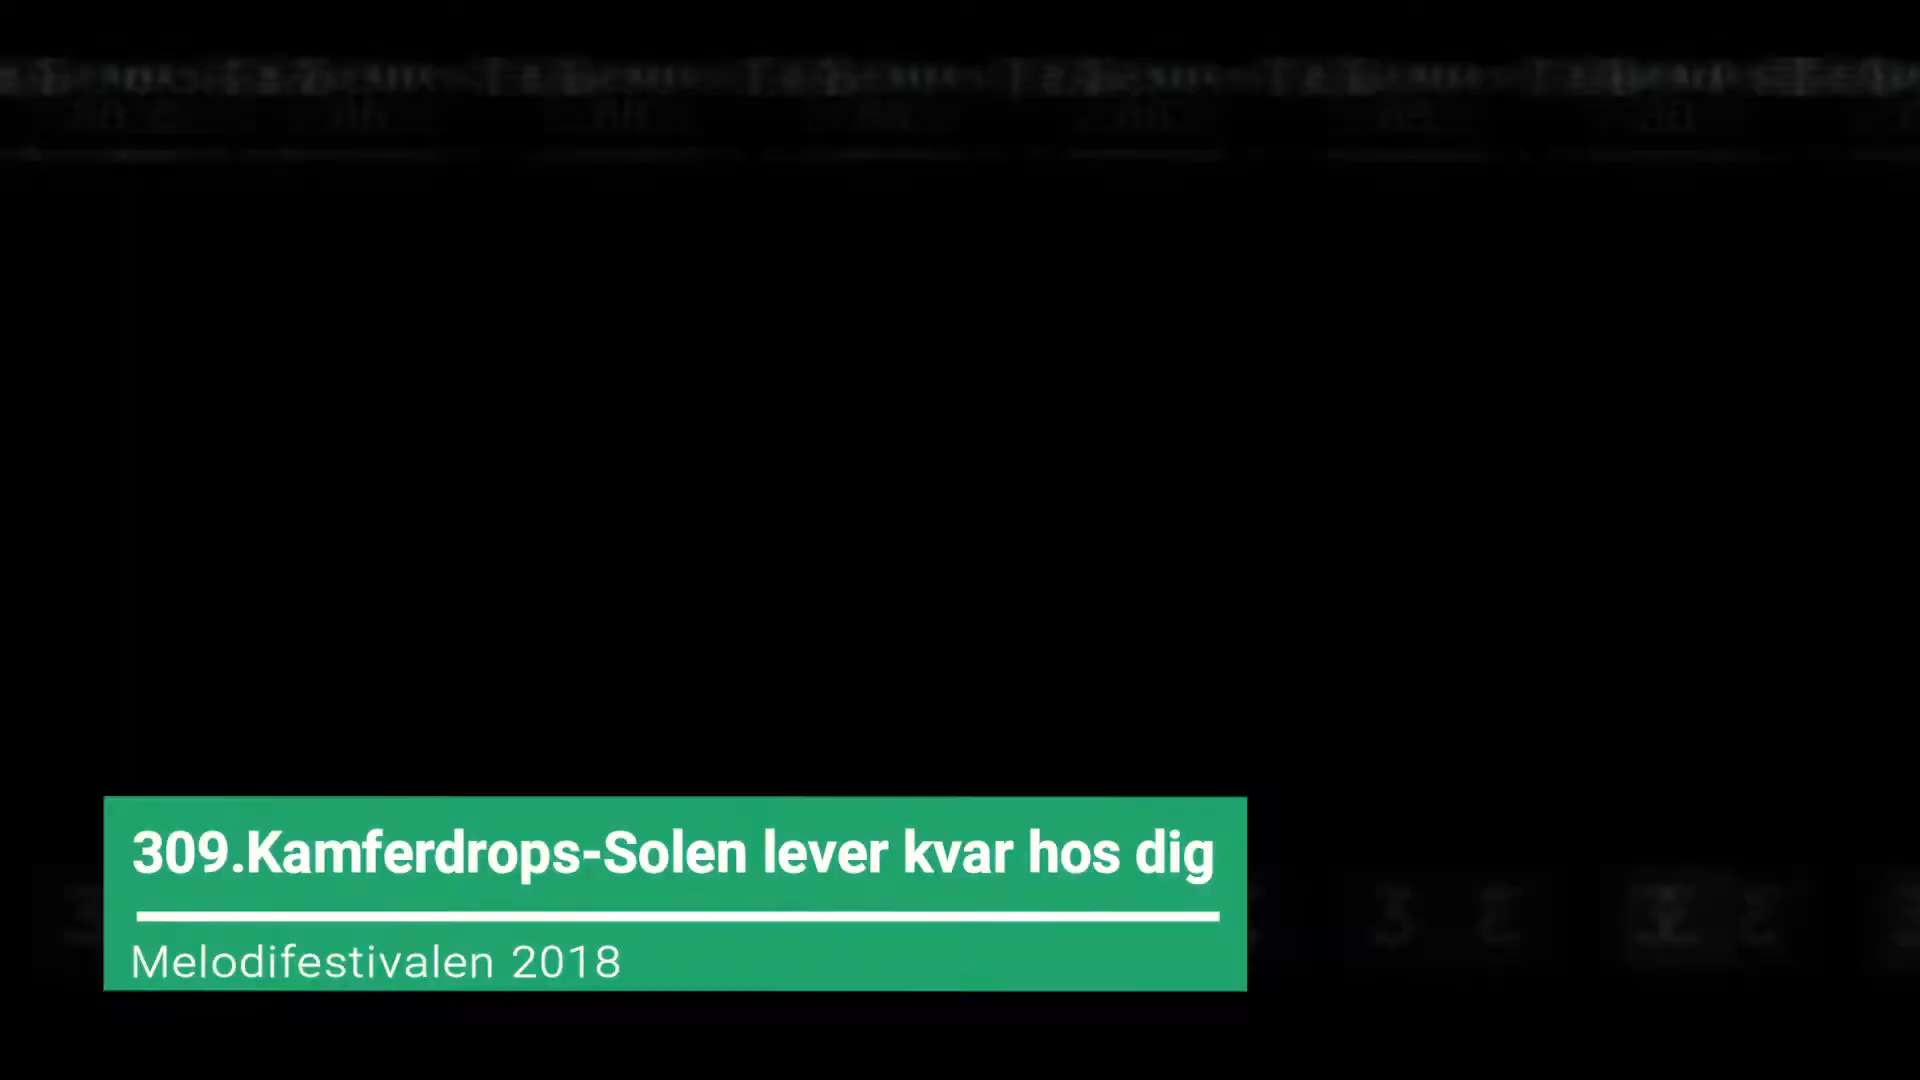 309.Kamferdrops-Solen lever kvar hos dig
Melodifestivalen 2018